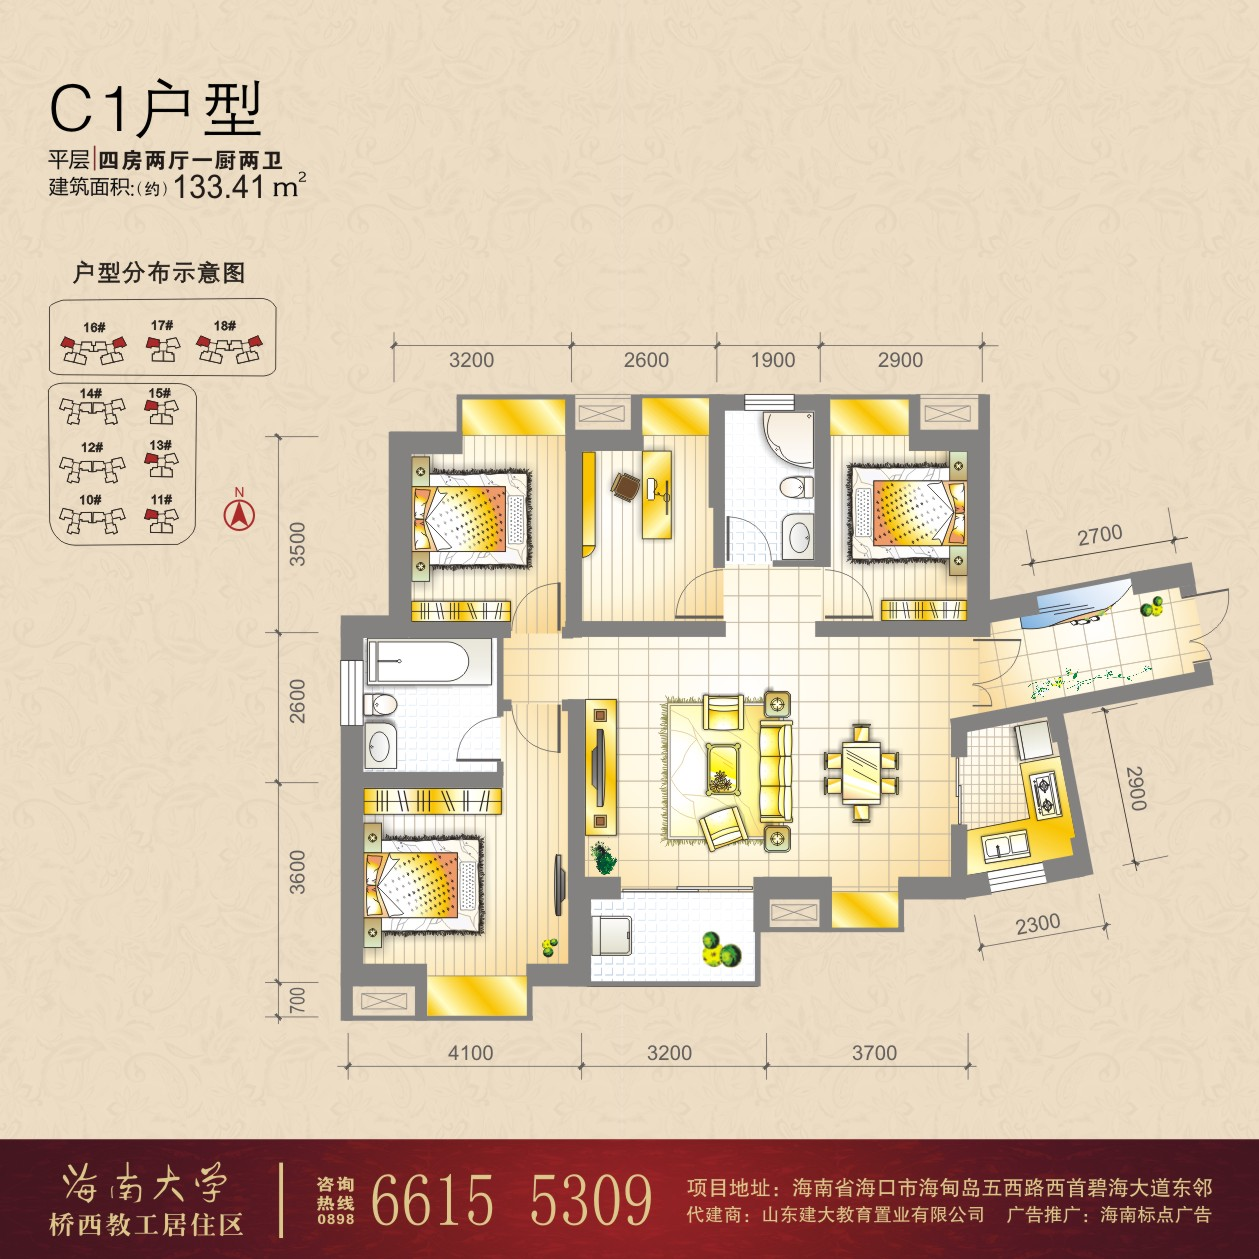 C1户型
平层|四房两厅一厨两卫
建筑面积:(约)133.41m²
户型分布示意图
16# 17# 18#
14# 15#
12# 13#
10# 11#
N
3200 2600 1900 2900
3500
2600
3600
700
2700
2900
2300
4100 3200 3700
海南大学
桥西教工居住区
咨询
热线
0898
6615 5309
项目地址：海南省海口市海甸岛五西路西首碧海大道东邻
代建商：山东建大教育置业有限公司 广告推广：海南标点广告